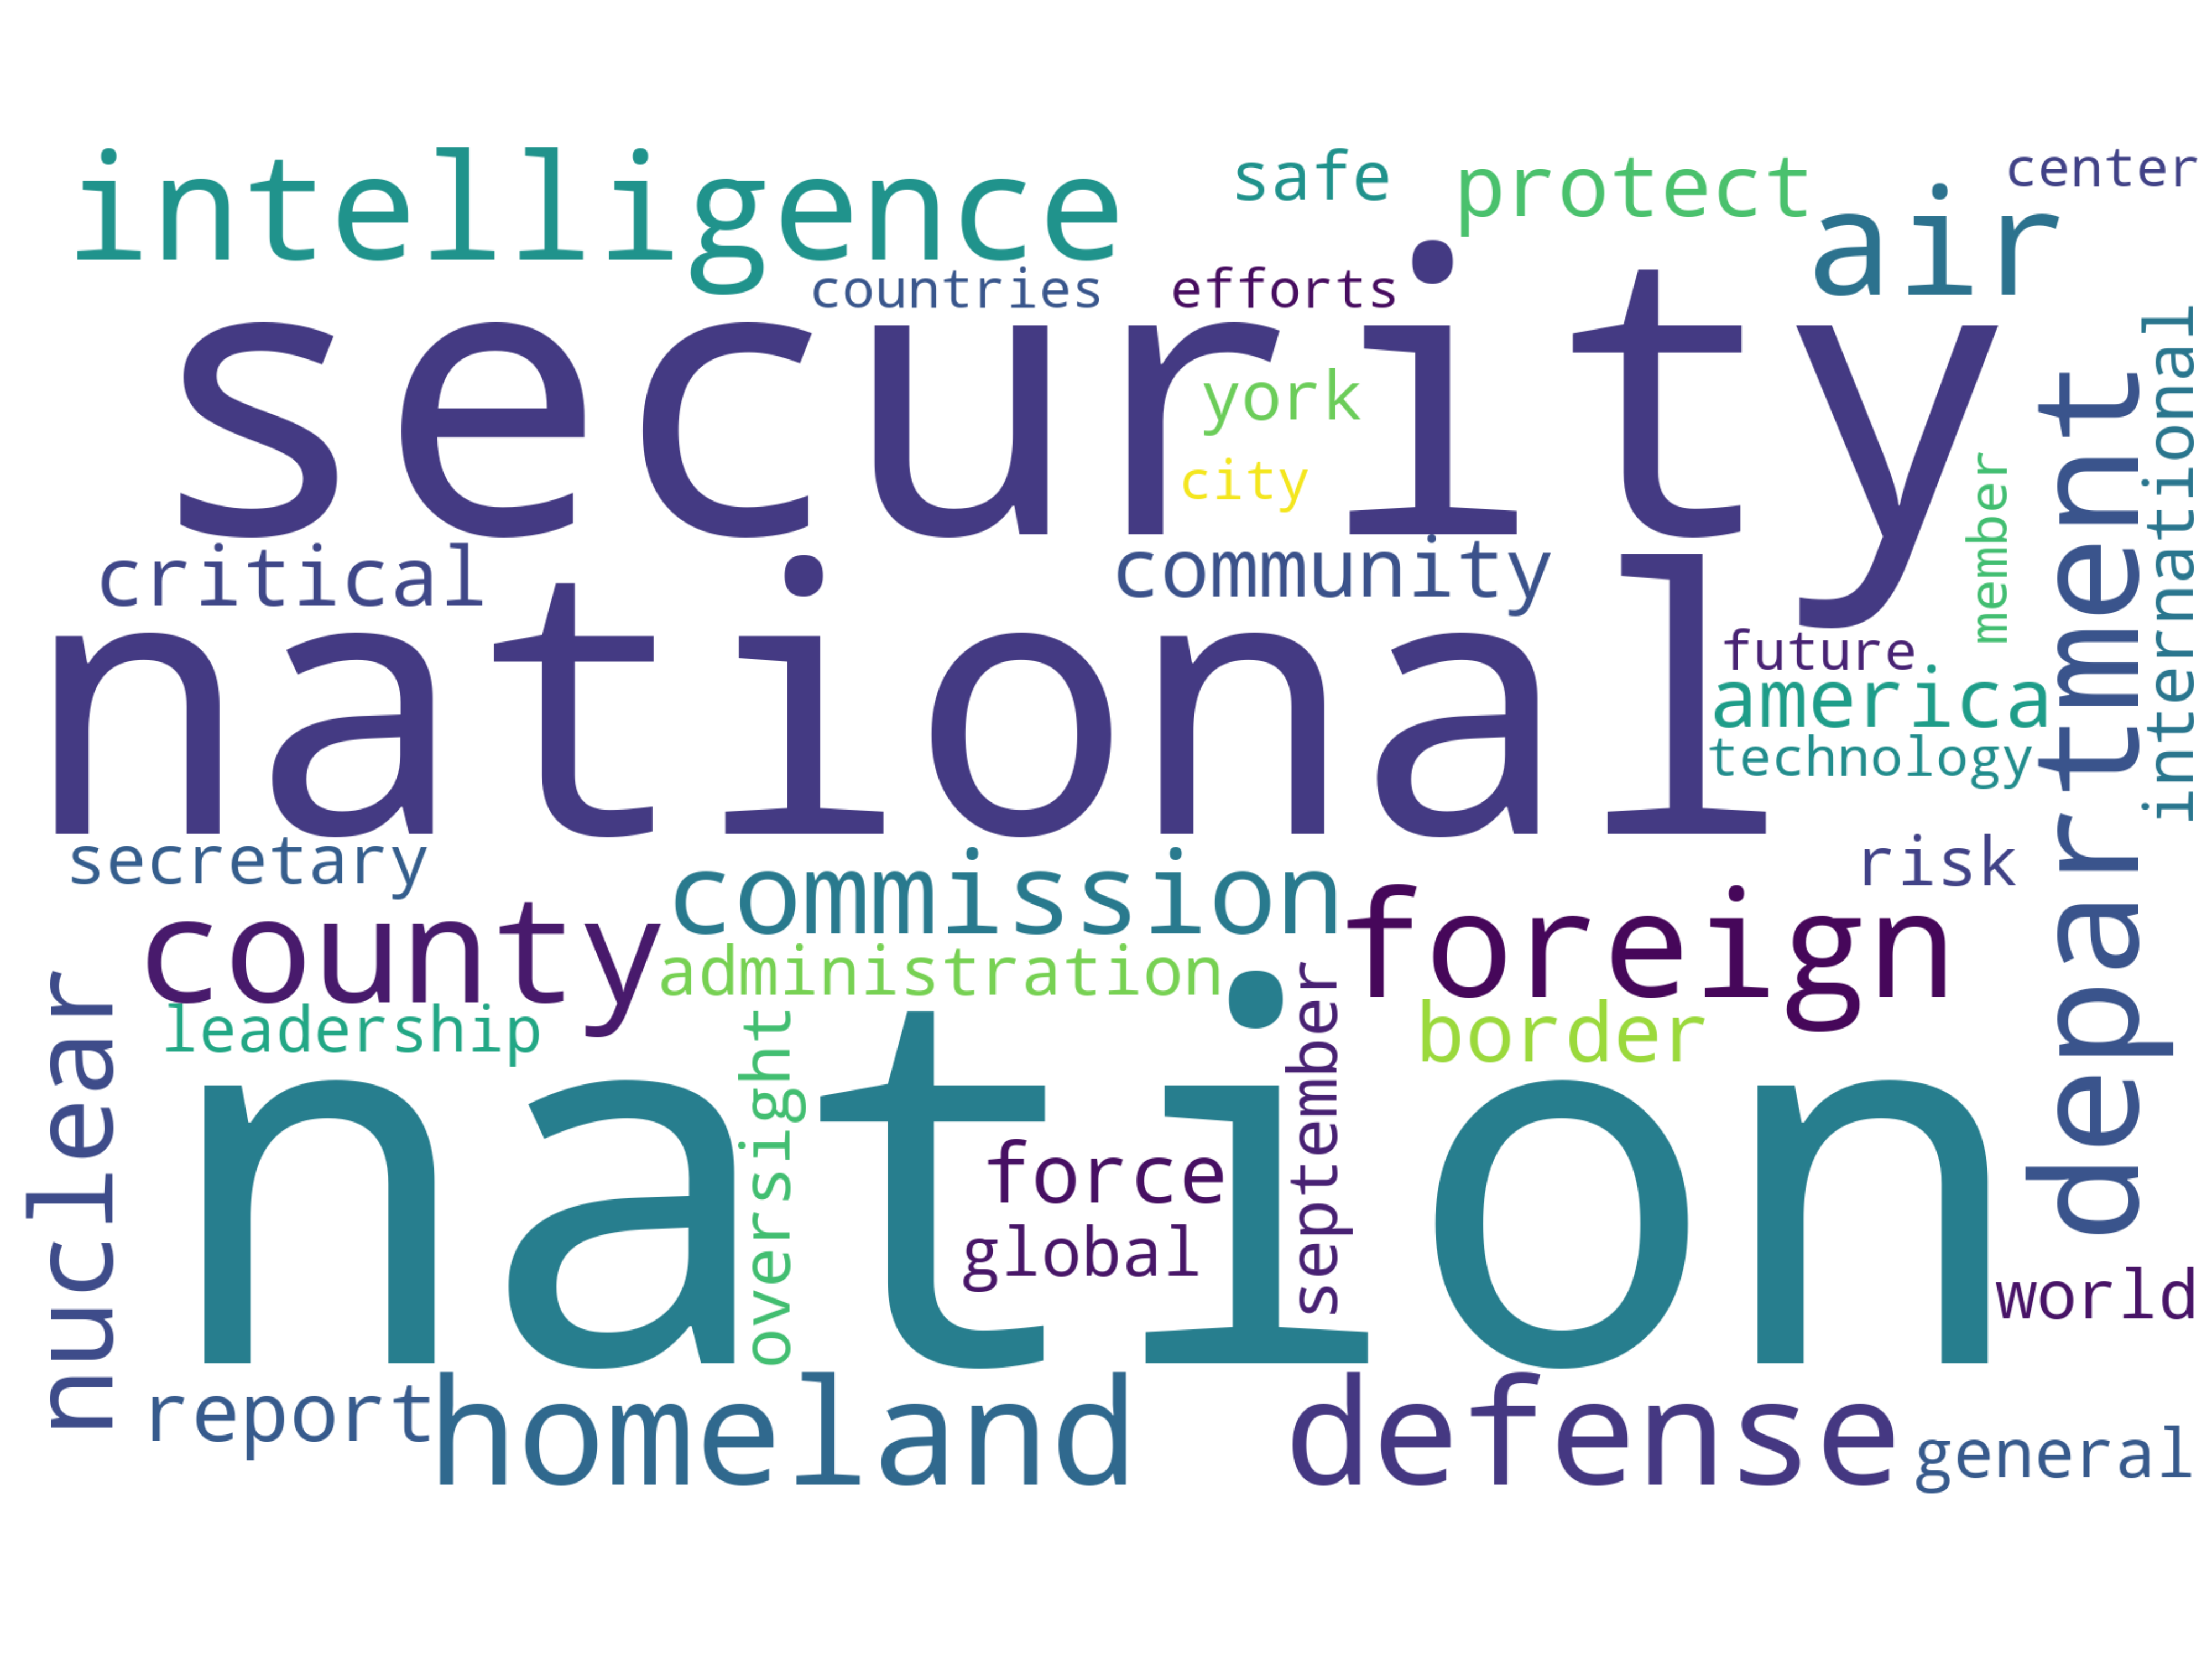 intelligence
safe
protect
center
air
countries
efforts
security
york
city
critical
community
member
department
international
national
future
america
technology
secretary
commission
risk
county
foreign
administration
leadership
border
nuclear
oversight
september
nation
force
global
world
report
homeland
defense
general